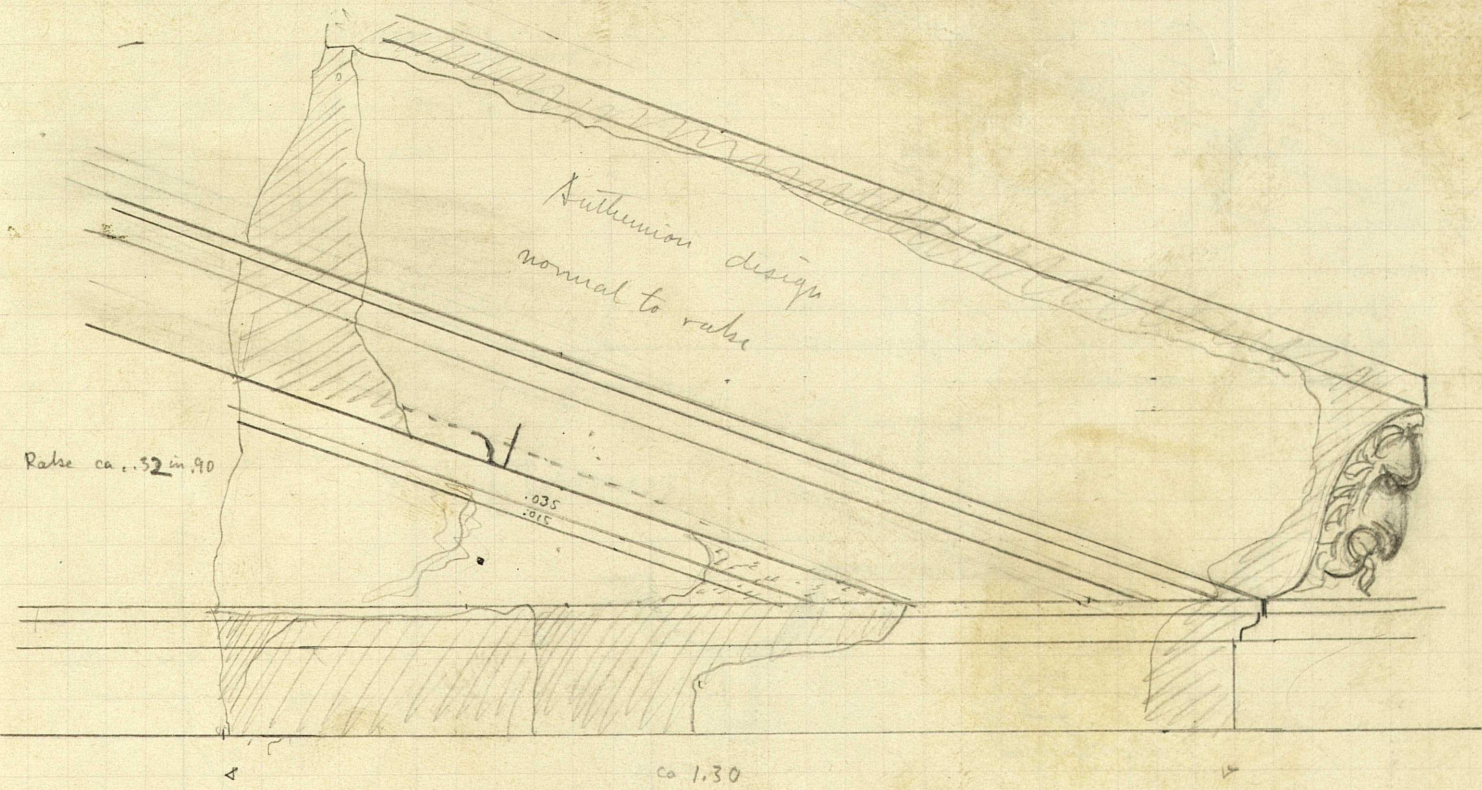 Anthemion design
normal to rake
Rake ca. .32 in .90
.035
.015
ca 1.30